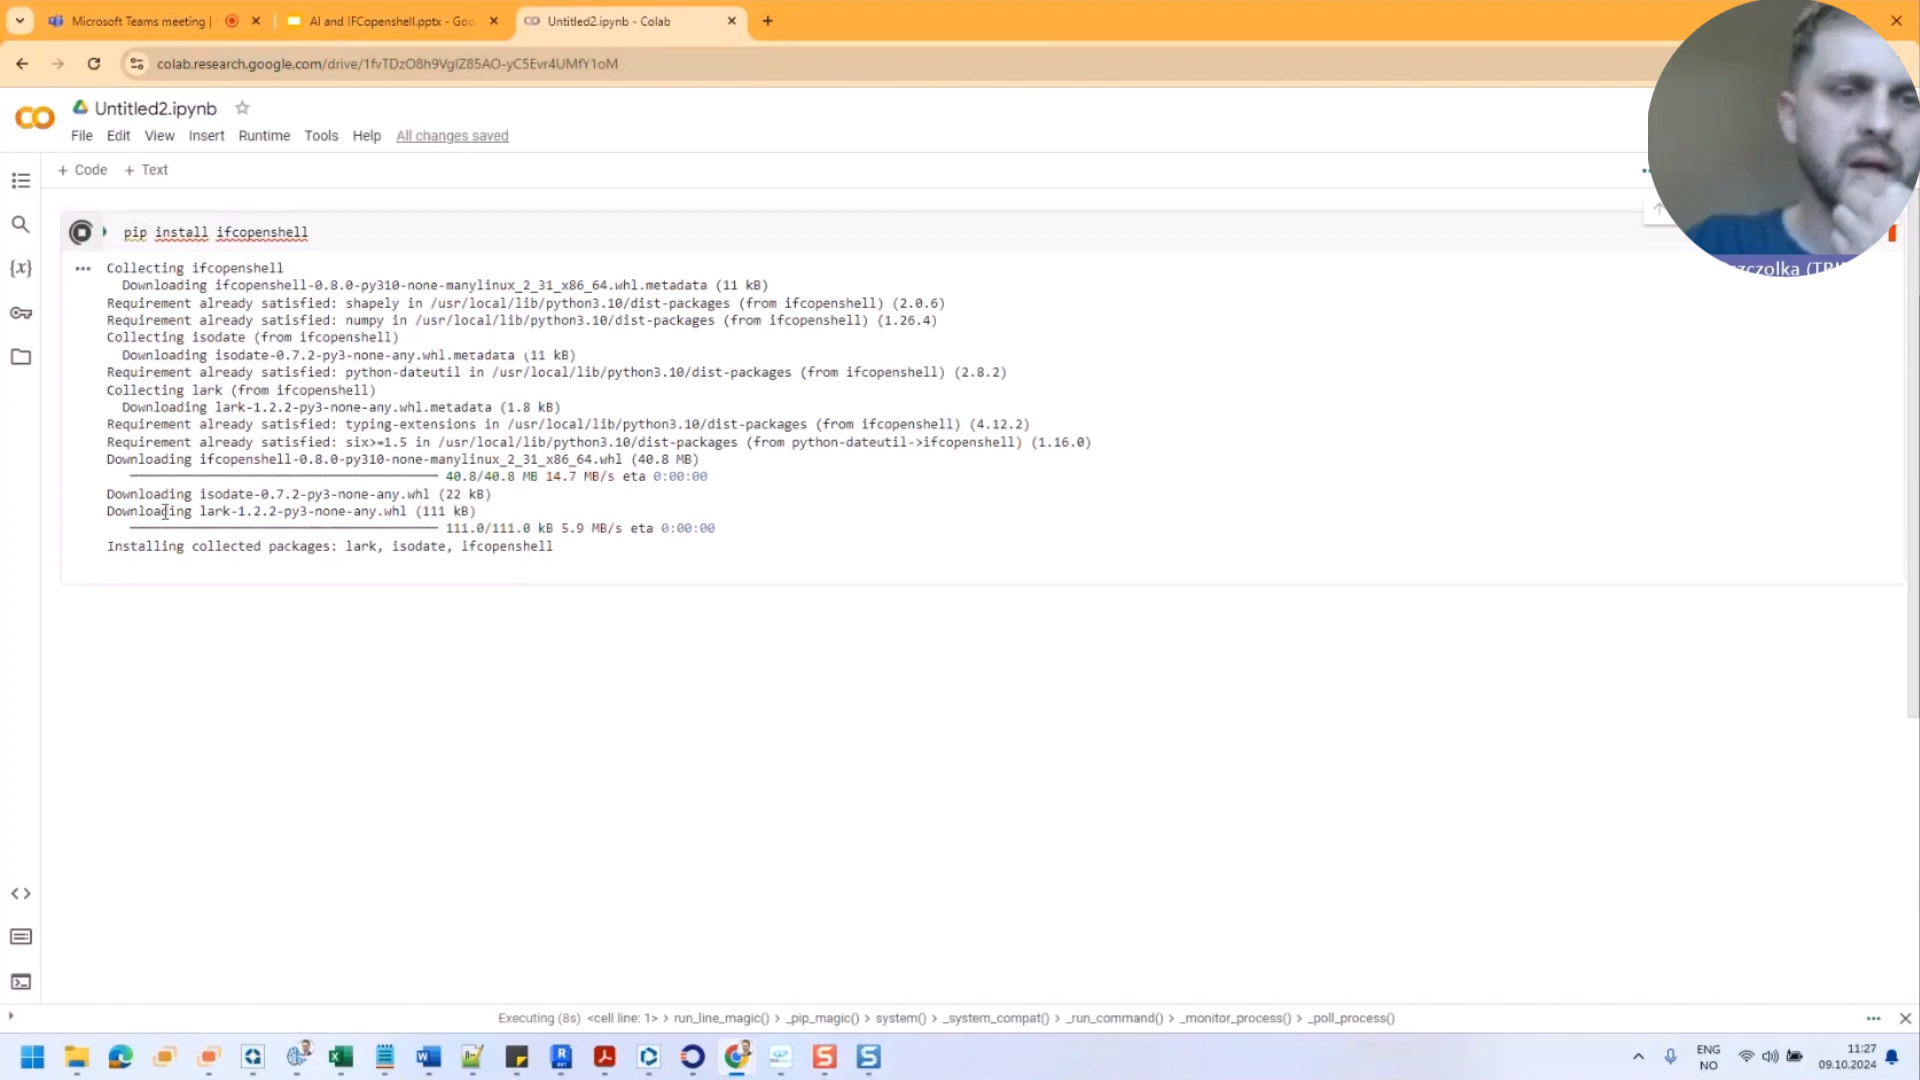 Microsoft Teams meeting |
AI and IFCopenshell.pptx - Goo
Untitled2.ipynb - Colab
colab.research.google.com/drive/1fvTDzO8h9VgIZ85AO-yC5Evr4UMfY1oM
CO
Untitled2.ipynb
File Edit View Insert Runtime Tools Help All changes saved
+ Code + Text
pip install ifcopenshell
Collecting ifcopenshell
Downloading ifcopenshell-0.8.0-py310-none-manylinux_2_31_x86_64.whl.metadata (11 kB)
Requirement already satisfied: shapely in /usr/local/lib/python3.10/dist-packages (from ifcopenshell) (2.0.6)
Requirement already satisfied: numpy in /usr/local/lib/python3.10/dist-packages (from ifcopenshell) (1.26.4)
Collecting isodate (from ifcopenshell)
Downloading isodate-0.7.2-py3-none-any.whl.metadata (11 kB)
Requirement already satisfied: python-dateutil in /usr/local/lib/python3.10/dist-packages (from ifcopenshell) (2.8.2)
Collecting lark (from ifcopenshell)
Downloading lark-1.2.2-py3-none-any.whl.metadata (1.8 kB)
Requirement already satisfied: typing-extensions in /usr/local/lib/python3.10/dist-packages (from ifcopenshell) (4.12.2)
Requirement already satisfied: six>=1.5 in /usr/local/lib/python3.10/dist-packages (from python-dateutil->ifcopenshell) (1.16.0)
Downloading ifcopenshell-0.8.0-py310-none-manylinux_2_31_x86_64.whl (40.8 MB)
40.8/40.8 MB 14.7 MB/s eta 0:00:00
Downloading isodate-0.7.2-py3-none-any.whl (22 kB)
Downloading lark-1.2.2-py3-none-any.whl (111 kB)
111.0/111.0 kB 5.9 MB/s eta 0:00:00
Installing collected packages: lark, isodate, ifcopenshell
Executing (8s) <cell line: 1> > run_line_magic() > _pip_magic() > system() > _system_compat() > _run_command() > _monitor_process() > _poll_process()
ENG
NO
11:27
09.10.2024